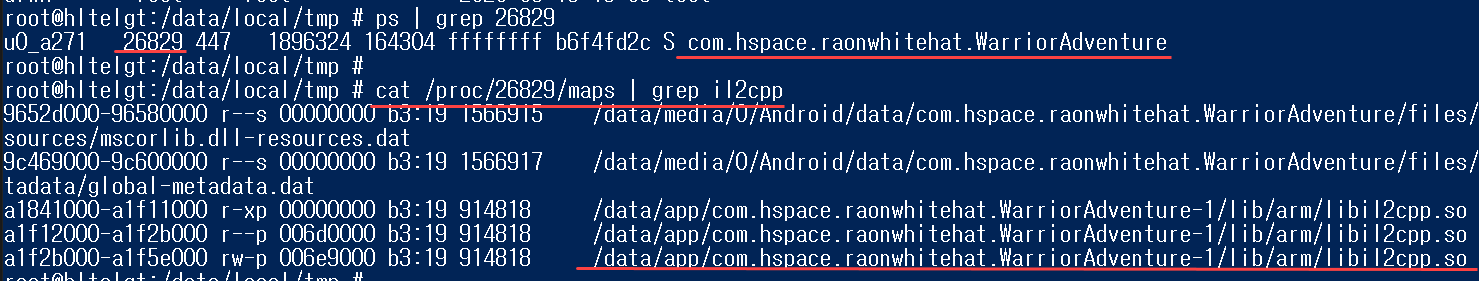 root@hltelgt:/data/local/tmp # ps | grep 26829
u0_a271 26829 447 1896324 164304 ffffffff b6f4fd2c S com.hspace.raonwhitehat.WarriorAdventure
root@hltelgt:/data/local/tmp #
root@hltelgt:/data/local/tmp # cat /proc/26829/maps | grep il2cpp
9652d000-96580000 r--s 00000000 b3:19 1566915 /data/media/0/Android/data/com.hspace.raonwhitehat.WarriorAdventure/files/
sources/mscorlib.dll-resources.dat
9c469000-9c600000 r--s 00000000 b3:19 1566917 /data/media/0/Android/data/com.hspace.raonwhitehat.WarriorAdventure/files/
tadata/global-metadata.dat
a1841000-a1f11000 r-xp 00000000 b3:19 914818 /data/app/com.hspace.raonwhitehat.WarriorAdventure-1/lib/arm/libil2cpp.so
a1f12000-a1f2b000 r--p 006d0000 b3:19 914818 /data/app/com.hspace.raonwhitehat.WarriorAdventure-1/lib/arm/libil2cpp.so
a1f2b000-a1f5e000 rw-p 006e9000 b3:19 914818 /data/app/com.hspace.raonwhitehat.WarriorAdventure-1/lib/arm/libil2cpp.so
root@hltelgt:/data/local/tmp #